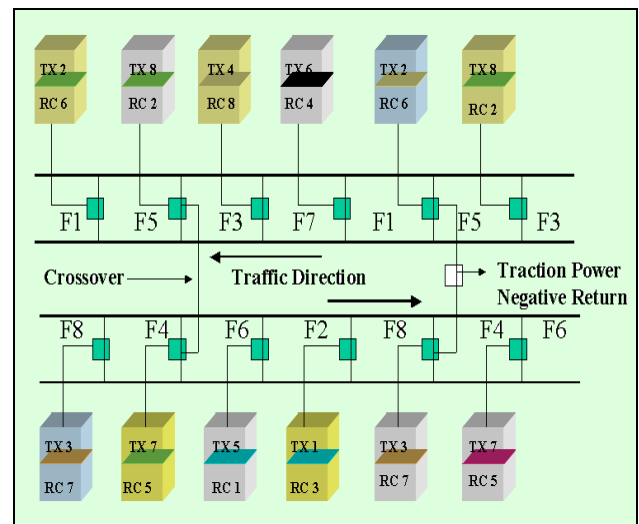 TX 2 TX 8 TX 4 TX 6 TX 2 TX 8
RC 6 RC 2 RC 8 RC 4 RC 6 RC 2
F1 F5 F3 F7 F1 F5 F3
Crossover Traffic Direction Traction Power
Negative Return
F8 F4 F6 F2 F8 F4 F6
TX 3 TX 7 TX 5 TX 1 TX 3 TX 7
RC 7 RC 5 RC 1 RC 3 RC 7 RC 5